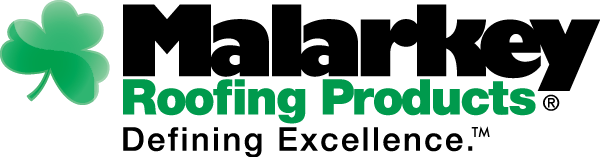 Malarkey
Roofing Products®
Defining Excellence.™